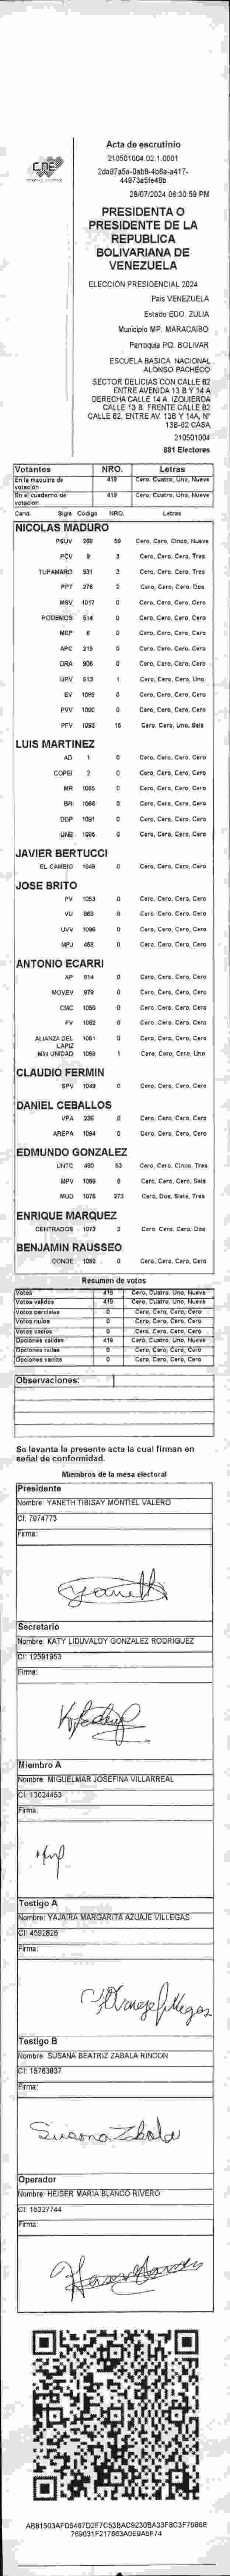 CNE
Acta de escrutinio
210501004.02.1.0001
2da97a5a-0ab8-4b6a-a417-
44973a5fe48b
28/07/2024 06:30:59 PM
PRESIDENTA O
PRESIDENTE DE LA
REPUBLICA
BOLIVARIANA DE
VENEZUELA
ELECCIÓN PRESIDENCIAL 2024
País VENEZUELA
Estado EDO. ZULIA
Municipio MP. MARACAIBO
Parroquia PQ. BOLIVAR
ESCUELA BASICA NACIONAL
ALONSO PACHECO
SECTOR DELICIAS CON CALLE 62
ENTRE AVENIDA 13 B Y 14 A
DERECHA CALLE 14 A IZQUIERDA
CALLE 13 B. FRENTE CALLE 82
CALLE 82, ENTRE AV. 13B Y 14A, N°
13B-62 CASA
210501004
881 Electores
Votantes NRO. Letras
En la máquina de votación 419 Cero, Cuatro, Uno, Nueve
En el cuaderno de votación 419 Cero, Cuatro, Uno, Nueve
Cand. Sigla Codigo NRO. Letras
NICOLAS MADURO
PSUV 268 59 Cero, Cero, Cinco, Nueve
PCV 9 3 Cero, Cero, Cero, Tres
TUPAMARO 531 3 Cero, Cero, Cero, Tres
PPT 276 2 Cero, Cero, Cero, Dos
MSV 1017 0 Cero, Cero, Cero, Cero
PODEMOS 514 0 Cero, Cero, Cero, Cero
MEP 6 0 Cero, Cero, Cero, Cero
APC 219 0 Cero, Cero, Cero, Cero
ORA 906 0 Cero, Cero, Cero, Cero
UPV 613 1 Cero, Cero, Cero, Uno
EV 1089 0 Cero, Cero, Cero, Cero
PVV 1090 0 Cero, Cero, Cero, Cero
PFV 1093 16 Cero, Cero, Uno, Seis
LUIS MARTINEZ
AD 1 0 Cero, Cero, Cero, Cero
COPEI 2 0 Cero, Cero, Cero, Cero
MR 1085 0 Cero, Cero, Cero, Cero
BR 1066 0 Cero, Cero, Cero, Cero
DDP 1091 0 Cero, Cero, Cero, Cero
UNE 1095 0 Cero, Cero, Cero, Cero
JAVIER BERTUCCI
EL CAMBIO 1049 0 Cero, Cero, Cero, Cero
JOSE BRITO
PV 1053 0 Cero, Cero, Cero, Cero
VU 869 0 Cero, Cero, Cero, Cero
UVV 1096 0 Cero, Cero, Cero, Cero
MPJ 458 0 Cero, Cero, Cero, Cero
ANTONIO ECARRI
AP 914 0 Cero, Cero, Cero, Cero
MOVEV 979 0 Cero, Cero, Cero, Cero
CMC 1050 0 Cero, Cero, Cero, Cero
FV 1052 0 Cero, Cero, Cero, Cero
ALIANZA DEL LAPIZ 1061 0 Cero, Cero, Cero, Cero
MIN UNIDAD 1088 1 Cero, Cero, Cero, Uno
CLAUDIO FERMIN
SPV 1043 0 Cero, Cero, Cero, Cero
DANIEL CEBALLOS
VPA 236 0 Cero, Cero, Cero, Cero
AREPA 1094 0 Cero, Cero, Cero, Cero
EDMUNDO GONZALEZ
UNTC 460 53 Cero, Cero, Cinco, Tres
MPV 1069 6 Cero, Cero, Cero, Seis
MUD 1075 273 Cero, Dos, Siete, Tres
ENRIQUE MARQUEZ
CENTRADOS 1073 2 Cero, Cero, Cero, Dos
BENJAMIN RAUSSEO
CONDE 1092 0 Cero, Cero, Cero, Cero
Resumen de votos
Votos 419 Cero, Cuatro, Uno, Nueve
Votos válidos 419 Cero, Cuatro, Uno, Nueve
Votos parciales 0 Cero, Cero, Cero, Cero
Votos nulos 0 Cero, Cero, Cero, Cero
Votos vacíos 0 Cero, Cero, Cero, Cero
Opciones válidas 419 Cero, Cuatro, Uno, Nueve
Opciones nulas 0 Cero, Cero, Cero, Cero
Opciones vacías 0 Cero, Cero, Cero, Cero
Observaciones:
Se levanta la presente acta la cual firman en
señal de conformidad.
Miembros de la mesa electoral
Presidente
Nombre: YANETH TIBISAY MONTIEL VALERO
CI: 7974773
Firma:
Yaneth
Secretario
Nombre: KATY LIDUVALDY GONZALEZ RODRIGUEZ
CI: 12591953
Firma:
Miembro A
Nombre: MIGUELMAR JOSEFINA VILLARREAL
CI: 13024453
Firma:
Testigo A
Nombre: YAJAIRA MARGARITA AZUAJE VILLEGAS
CI: 4592826
Firma:
Testigo B
Nombre: SUSANA BEATRIZ ZABALA RINCON
CI: 15763837
Firma:
Susana Zabala
Operador
Nombre: HEISER MARIA BLANCO RIVERO
CI: 15327744
Firma:
AB81503AFD5467D2F7C53BAC9230BA33F8C3F7986E
769031F217663A0E9A5F74